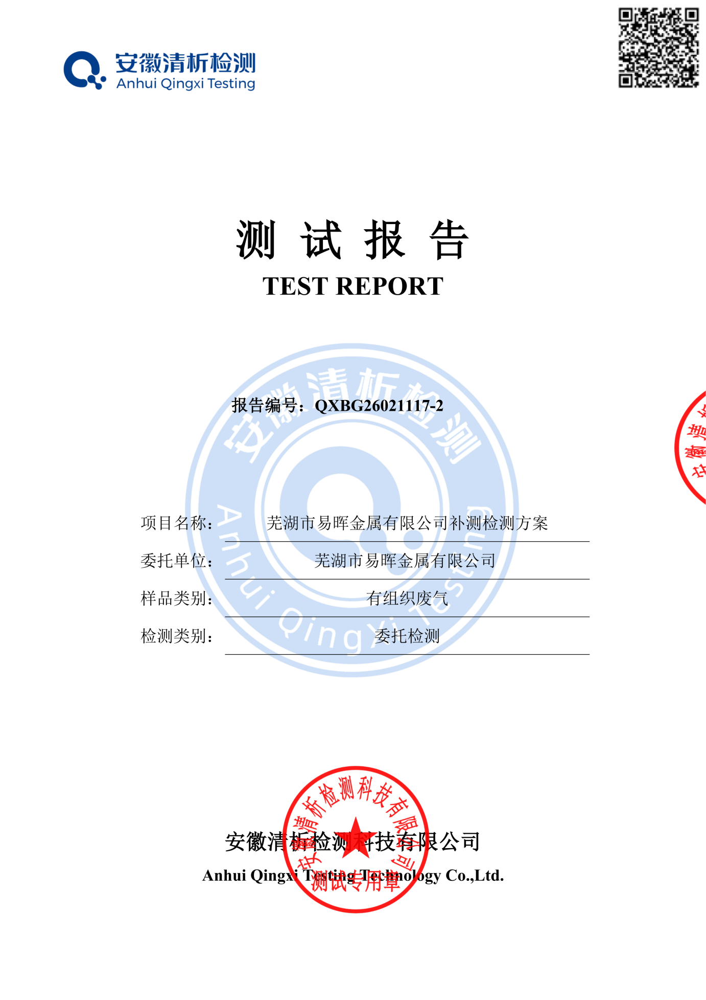 安徽清析检测
Anhui Qingxi Testing
测试报告
TEST REPORT
安徽清析检测
报告编号：QXBG26021117-2
项目名称： 芜湖市易晖金属有限公司补测检测方案
委托单位： 芜湖市易晖金属有限公司
样品类别： 有组织废气
检测类别： 委托检测
Anhui QingXi Testing
安徽清析检测科技有限公司
安徽清析检测科技有限公司
Anhui Qingxi Testing Technology Co.,Ltd.
测试专用章
安徽清